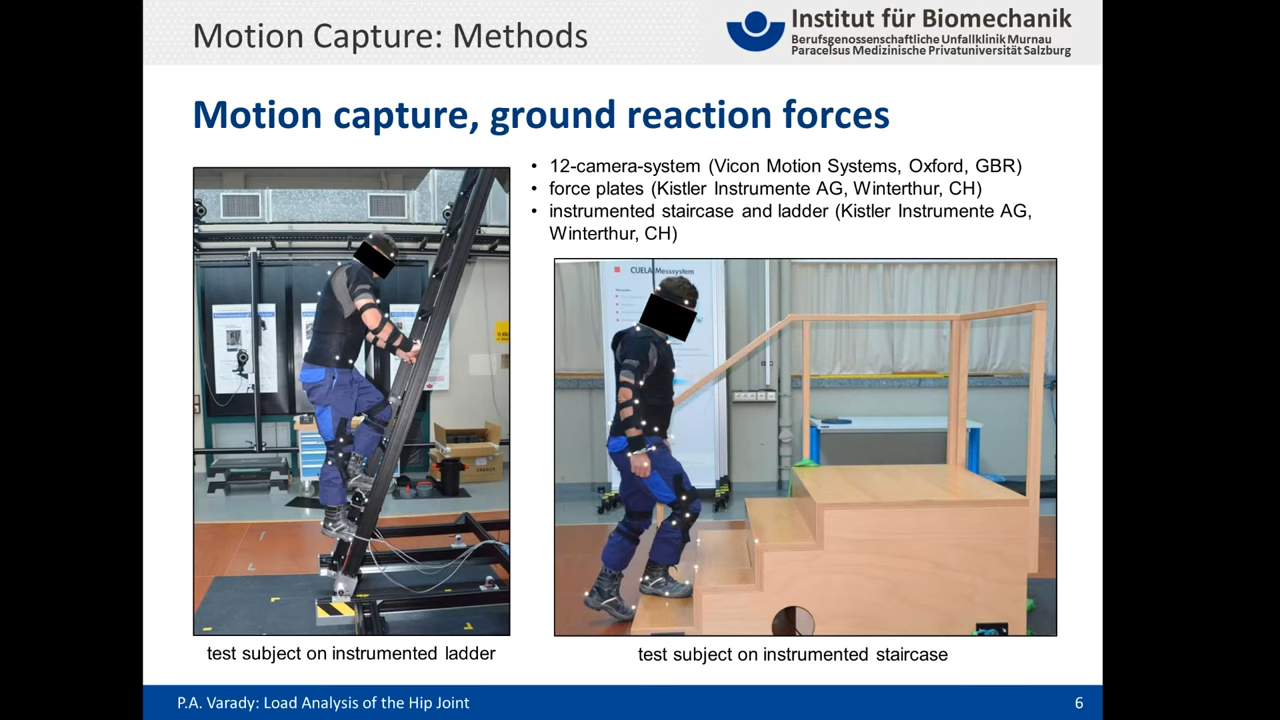 Motion Capture: Methods
Institut für Biomechanik
Berufsgenossenschaftliche Unfallklinik Murnau
Paracelsus Medizinische Privatuniversität Salzburg
Motion capture, ground reaction forces
• 12-camera-system (Vicon Motion Systems, Oxford, GBR)
• force plates (Kistler Instrumente AG, Winterthur, CH)
• instrumented staircase and ladder (Kistler Instrumente AG,
Winterthur, CH)
CUELA Messsystem
test subject on instrumented ladder
test subject on instrumented staircase
P.A. Varady: Load Analysis of the Hip Joint
6